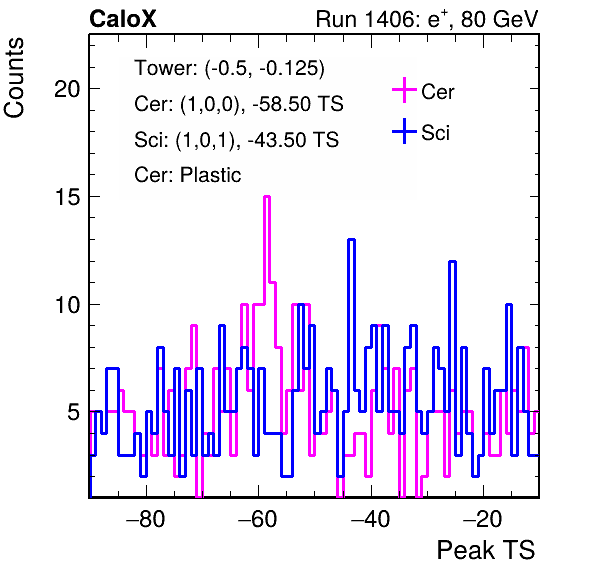 CaloX Run 1406: e⁺, 80 GeV
Counts
Tower: (-0.5, -0.125)
Cer: (1,0,0), -58.50 TS
Sci: (1,0,1), -43.50 TS
Cer: Plastic
Cer
Sci
20
15
10
5
−80 −60 −40 −20
Peak TS